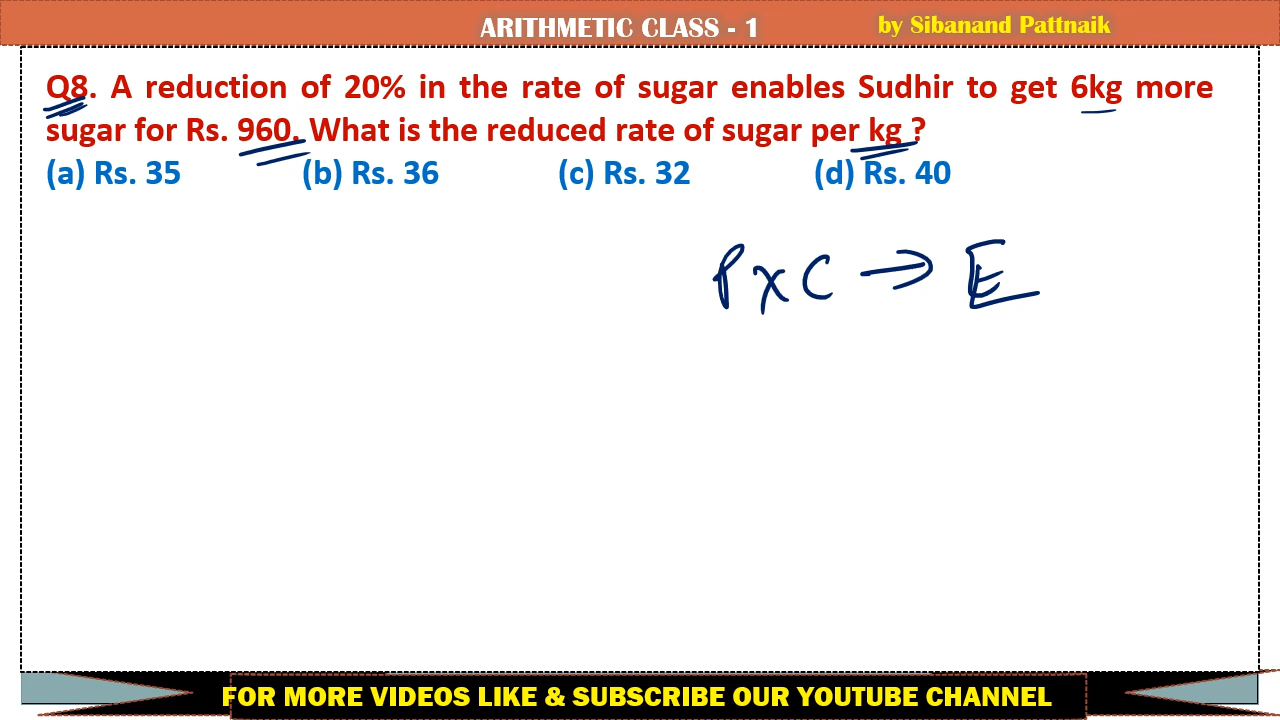 ARITHMETIC CLASS - 1
by Sibanand Pattnaik
Q8. A reduction of 20% in the rate of sugar enables Sudhir to get 6kg more
sugar for Rs. 960. What is the reduced rate of sugar per kg ?
(a) Rs. 35 (b) Rs. 36 (c) Rs. 32 (d) Rs. 40
P x C → E
FOR MORE VIDEOS LIKE & SUBSCRIBE OUR YOUTUBE CHANNEL